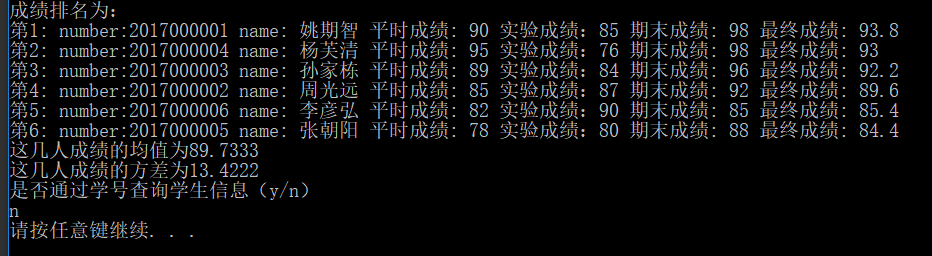 成绩排名为:
第1: number:2017000001 name: 姚期智 平时成绩: 90 实验成绩: 85 期末成绩: 98 最终成绩: 93.8
第2: number:2017000004 name: 杨芙清 平时成绩: 95 实验成绩: 76 期末成绩: 98 最终成绩: 93
第3: number:2017000003 name: 孙家栋 平时成绩: 89 实验成绩: 84 期末成绩: 96 最终成绩: 92.2
第4: number:2017000002 name: 周光远 平时成绩: 85 实验成绩: 87 期末成绩: 92 最终成绩: 89.6
第5: number:2017000006 name: 李彦弘 平时成绩: 82 实验成绩: 90 期末成绩: 85 最终成绩: 85.4
第6: number:2017000005 name: 张朝阳 平时成绩: 78 实验成绩: 80 期末成绩: 88 最终成绩: 84.4
这几人成绩的均值为89.7333
这几人成绩的方差为13.4222
是否通过学号查询学生信息（y/n）
n
请按任意键继续. . .